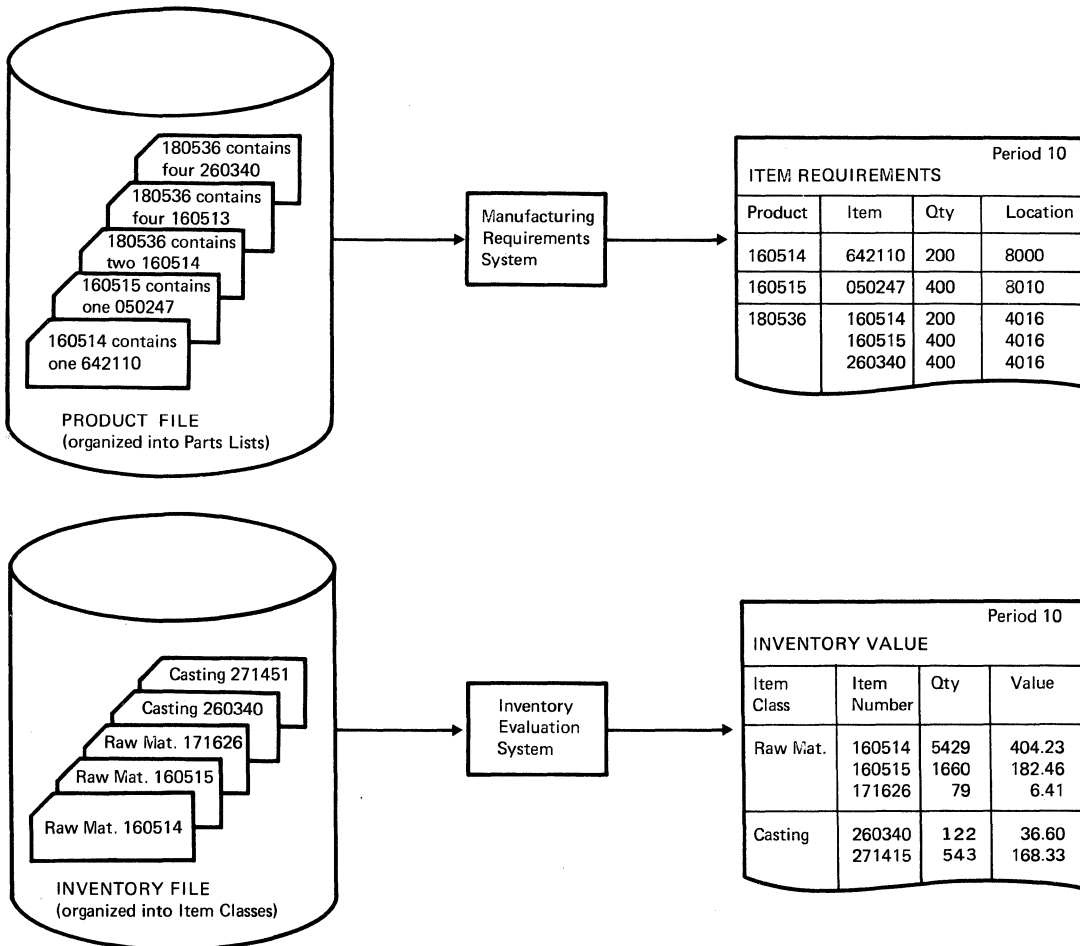 180536 contains
four 260340
180536 contains
four 160513
180536 contains
two 160514
160515 contains
one 050247
160514 contains
one 642110
PRODUCT FILE
(organized into Parts Lists)
Manufacturing
Requirements
System
Period 10
ITEM REQUIREMENTS
Product Item Qty Location
160514 642110 200 8000
160515 050247 400 8010
180536 160514 200 4016
160515 400 4016
260340 400 4016
Casting 271451
Casting 260340
Raw Mat. 171626
Raw Mat. 160515
Raw Mat. 160514
INVENTORY FILE
(organized into Item Classes)
Inventory
Evaluation
System
Period 10
INVENTORY VALUE
Item Item Qty Value
Class Number
Raw Mat. 160514 5429 404.23
160515 1660 182.46
171626 79 6.41
Casting 260340 122 36.60
271415 543 168.33